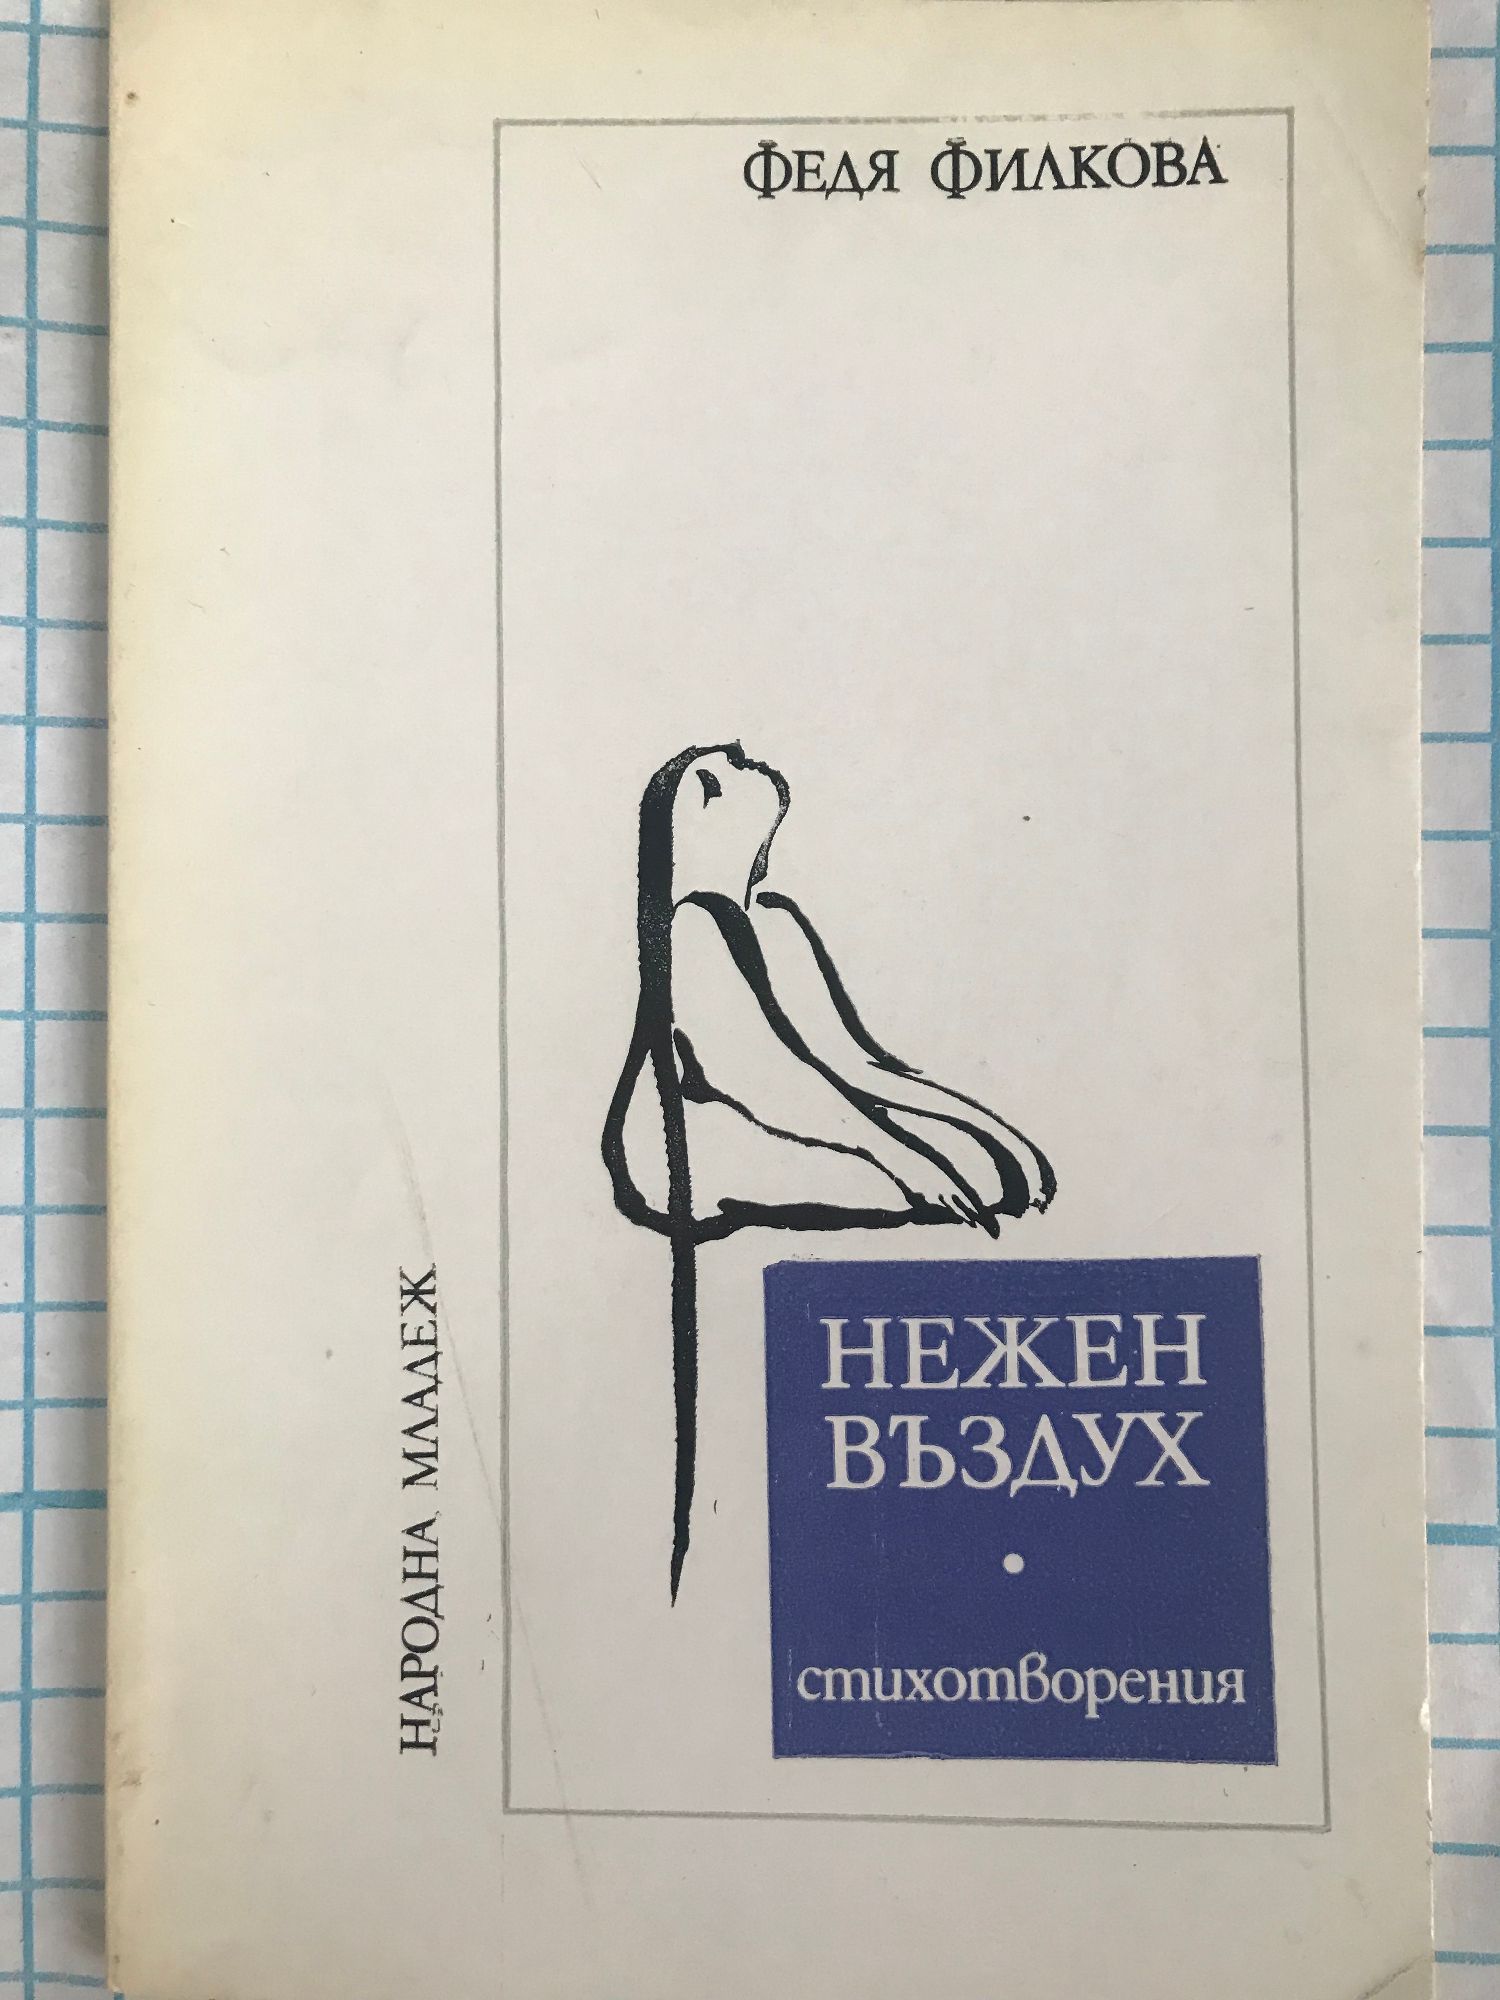 ФЕДЯ ФИЛКОВА
НЕЖЕН
ВЪЗДУХ
•
стихотворения
НАРОДНА МЛАДЕЖ